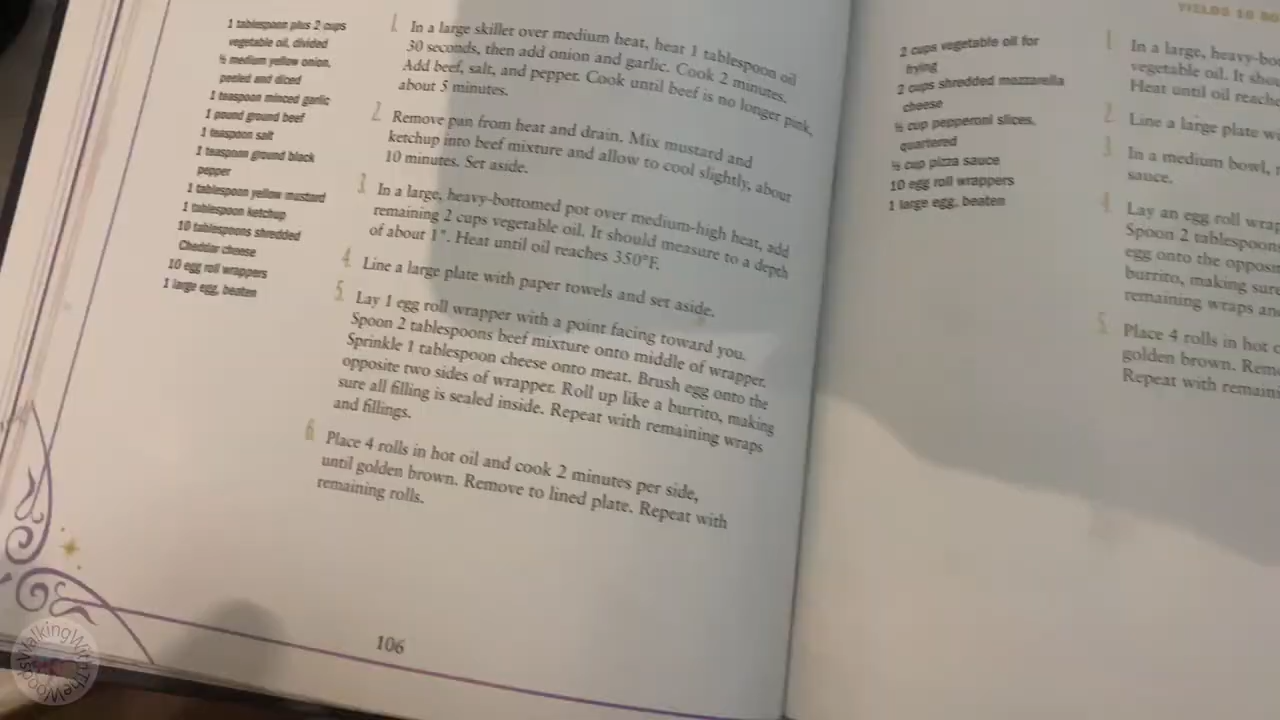 1 tablespoon plus 2 cups
vegetable oil, divided
½ medium yellow onion,
peeled and diced
1 teaspoon minced garlic
1 pound ground beef
1 teaspoon salt
1 teaspoon ground black
pepper
1 tablespoon yellow mustard
1 tablespoon ketchup
10 tablespoons shredded
Cheddar cheese
10 egg roll wrappers
1 large egg, beaten
1. In a large skillet over medium heat, heat 1 tablespoon oil
30 seconds, then add onion and garlic. Cook 2 minutes.
Add beef, salt, and pepper. Cook until beef is no longer pink,
about 5 minutes.
2. Remove pan from heat and drain. Mix mustard and
ketchup into beef mixture and allow to cool slightly, about
10 minutes. Set aside.
3. In a large, heavy-bottomed pot over medium-high heat, add
remaining 2 cups vegetable oil. It should measure to a depth
of about 1". Heat until oil reaches 350°F.
4. Line a large plate with paper towels and set aside.
5. Lay 1 egg roll wrapper with a point facing toward you.
Spoon 2 tablespoons beef mixture onto middle of wrapper.
Sprinkle 1 tablespoon cheese onto meat. Brush egg onto the
opposite two sides of wrapper. Roll up like a burrito, making
sure all filling is sealed inside. Repeat with remaining wraps
and fillings.
6. Place 4 rolls in hot oil and cook 2 minutes per side,
until golden brown. Remove to lined plate. Repeat with
remaining rolls.
106
YIELDS 10
2 cups vegetable oil for
frying
2 cups shredded mozzarella
cheese
cup pepperoni slices,
quartered
cup pizza sauce
10 egg roll wrappers
1 large egg, beaten
1. In a large, heavy-bo
vegetable oil. It shou
Heat until oil reache
2. Line a large plate w
3. In a medium bowl,
sauce.
4. Lay an egg roll wrap
Spoon 2 tablespoon
egg onto the opposi
burrito, making sure
remaining wraps an
5. Place 4 rolls in hot
golden brown. Rem
Repeat with remain
WalkingWithTheWoods